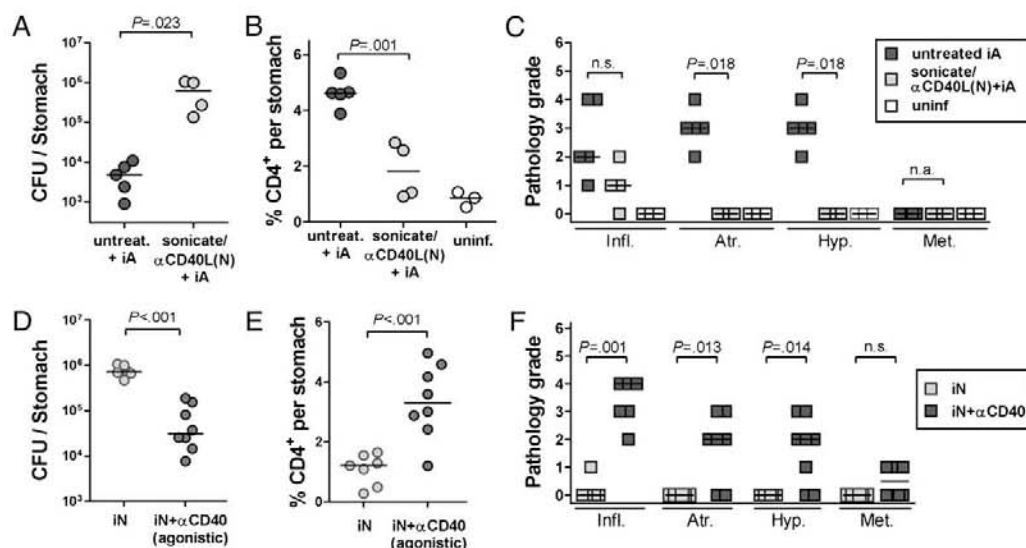 A
P=.023
CFU / Stomach
10⁷
10⁶
10⁵
10⁴
10³
untreat.
+ iA
sonicate/
αCD40L(N)
+ iA
B
P=.001
% CD4⁺ per stomach
6
4
2
0
untreat.
+ iA
sonicate/
αCD40L(N)
+ iA
uninf.
C
untreated iA
sonicate/
αCD40L(N)+iA
uninf
Pathology grade
6
5
4
3
2
1
0
n.s.
P=.018
P=.018
n.a.
Infl.
Atr.
Hyp.
Met.
D
P<.001
CFU / Stomach
10⁷
10⁶
10⁵
10⁴
10³
iN
iN+αCD40
(agonistic)
E
P<.001
% CD4⁺ per stomach
6
4
2
0
iN
iN+αCD40
(agonistic)
F
iN
iN+αCD40
Pathology grade
6
5
4
3
2
1
0
P=.001
P=.013
P=.014
n.s.
Infl.
Atr.
Hyp.
Met.